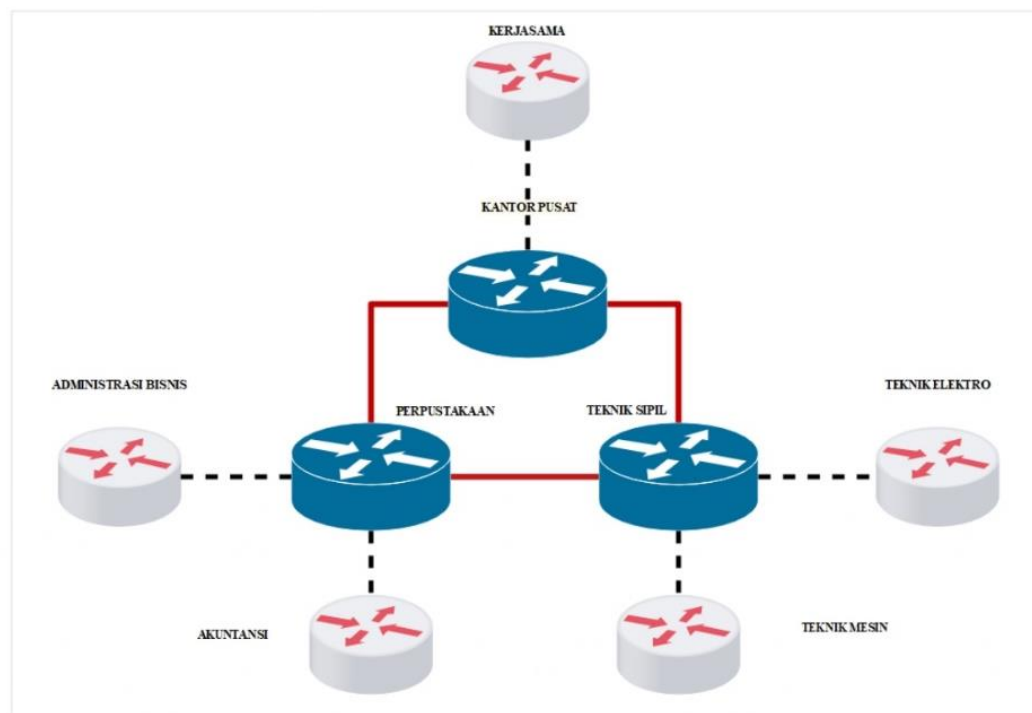 KERJASAMA
KANTOR PUSAT
ADMINISTRASI BISNIS
TEKNIK ELEKTRO
PERPUSTAKAAN
TEKNIK SIPIL
AKUNTANSI
TEKNIK MESIN